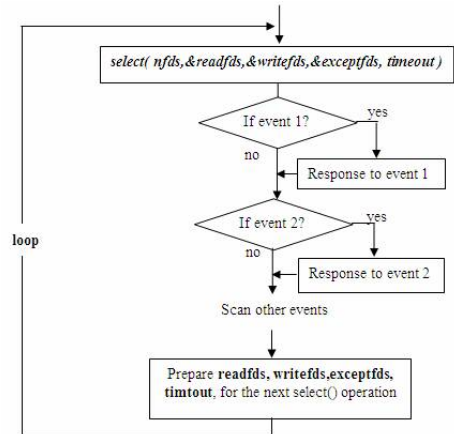 select( nfds,&readfds,&writefds,&exceptfds, timeout )
If event 1?
yes
no
Response to event 1
If event 2?
yes
no
loop
Response to event 2
Scan other events
Prepare readfds, writefds,exceptfds,
timtout, for the next select() operation